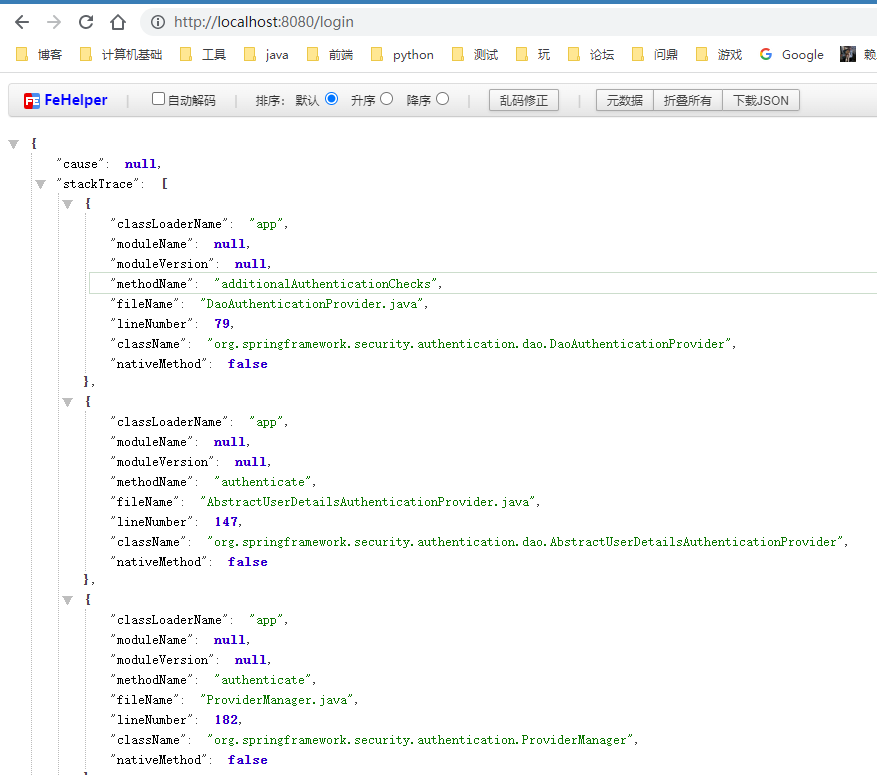 http://localhost:8080/login
博客 计算机基础 工具 java 前端 python 测试 玩 论坛 问鼎 游戏 Google 赖
FeHelper 自动解码 排序: 默认 升序 降序 乱码修正 元数据 折叠所有 下载JSON
{
"cause": null,
"stackTrace": [
{
"classLoaderName": "app",
"moduleName": null,
"moduleVersion": null,
"methodName": "additionalAuthenticationChecks",
"fileName": "DaoAuthenticationProvider.java",
"lineNumber": 79,
"className": "org.springframework.security.authentication.dao.DaoAuthenticationProvider",
"nativeMethod": false
},
{
"classLoaderName": "app",
"moduleName": null,
"moduleVersion": null,
"methodName": "authenticate",
"fileName": "AbstractUserDetailsAuthenticationProvider.java",
"lineNumber": 147,
"className": "org.springframework.security.authentication.dao.AbstractUserDetailsAuthenticationProvider",
"nativeMethod": false
},
{
"classLoaderName": "app",
"moduleName": null,
"moduleVersion": null,
"methodName": "authenticate",
"fileName": "ProviderManager.java",
"lineNumber": 182,
"className": "org.springframework.security.authentication.ProviderManager",
"nativeMethod": false